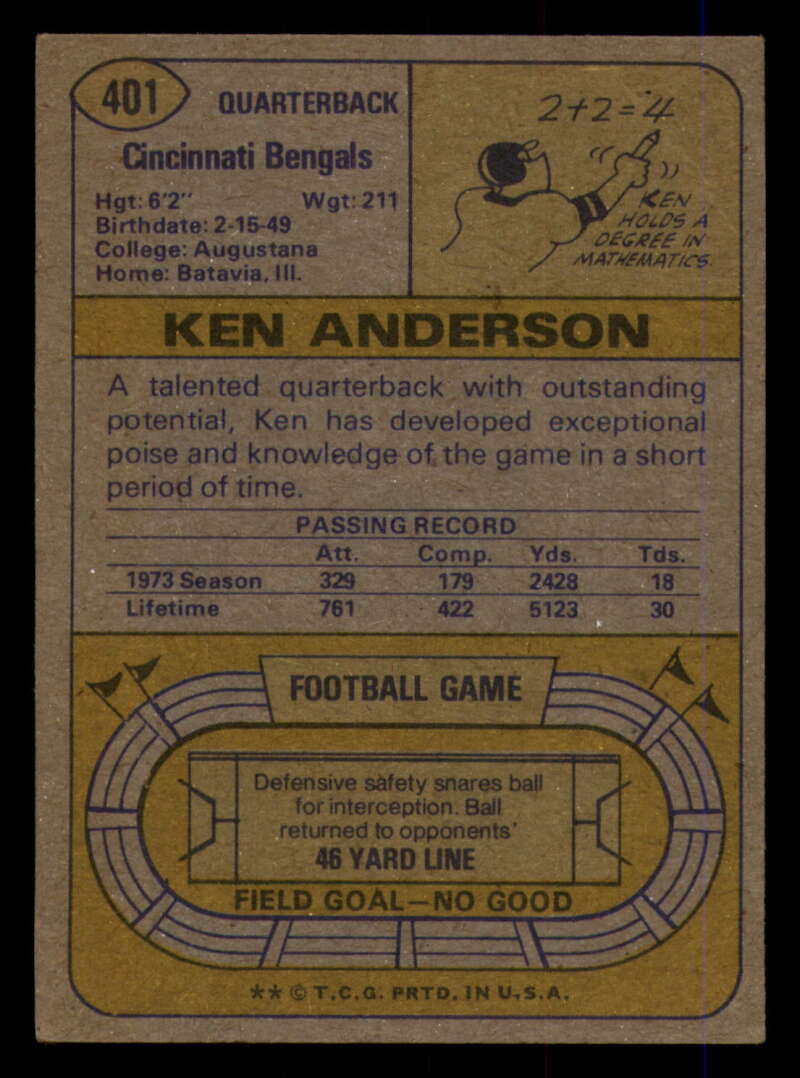 401
QUARTERBACK
Cincinnati Bengals
Hgt: 6'2" Wgt: 211
Birthdate: 2-15-49
College: Augustana
Home: Batavia, Ill.
2+2=4
KEN
HOLDS A
DEGREE IN
MATHEMATICS.
KEN ANDERSON
A talented quarterback with outstanding
potential, Ken has developed exceptional
poise and knowledge of the game in a short
period of time.
PASSING RECORD
Att. Comp. Yds. Tds.
1973 Season 329 179 2428 18
Lifetime 761 422 5123 30
FOOTBALL GAME
Defensive safety snares ball
for interception. Ball
returned to opponents'
46 YARD LINE
FIELD GOAL—NO GOOD
** © T.C.G. PRTD. IN U.S.A.